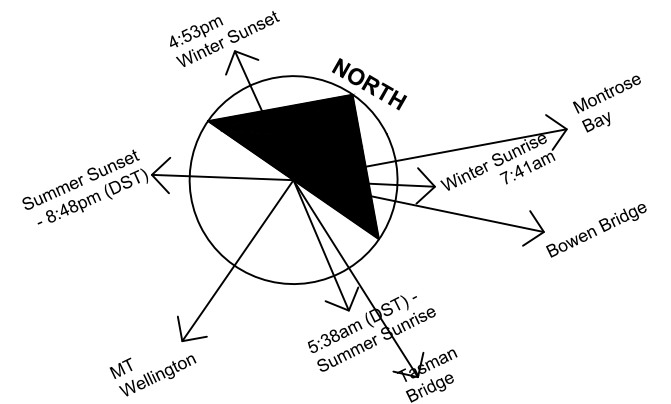 4:53pm
Winter Sunset
NORTH
Montrose
Bay
Winter Sunrise
7:41am
Summer Sunset
- 8:48pm (DST)
Bowen Bridge
5:38am (DST) -
Summer Sunrise
MT
Wellington
Tasman
Bridge